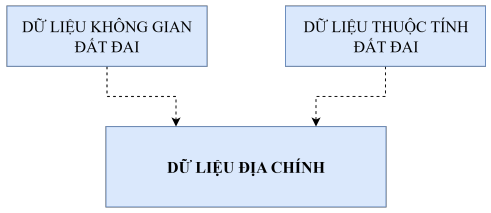 DỮ LIỆU KHÔNG GIAN
ĐẤT ĐAI
DỮ LIỆU THUỘC TÍNH
ĐẤT ĐAI
DỮ LIỆU ĐỊA CHÍNH